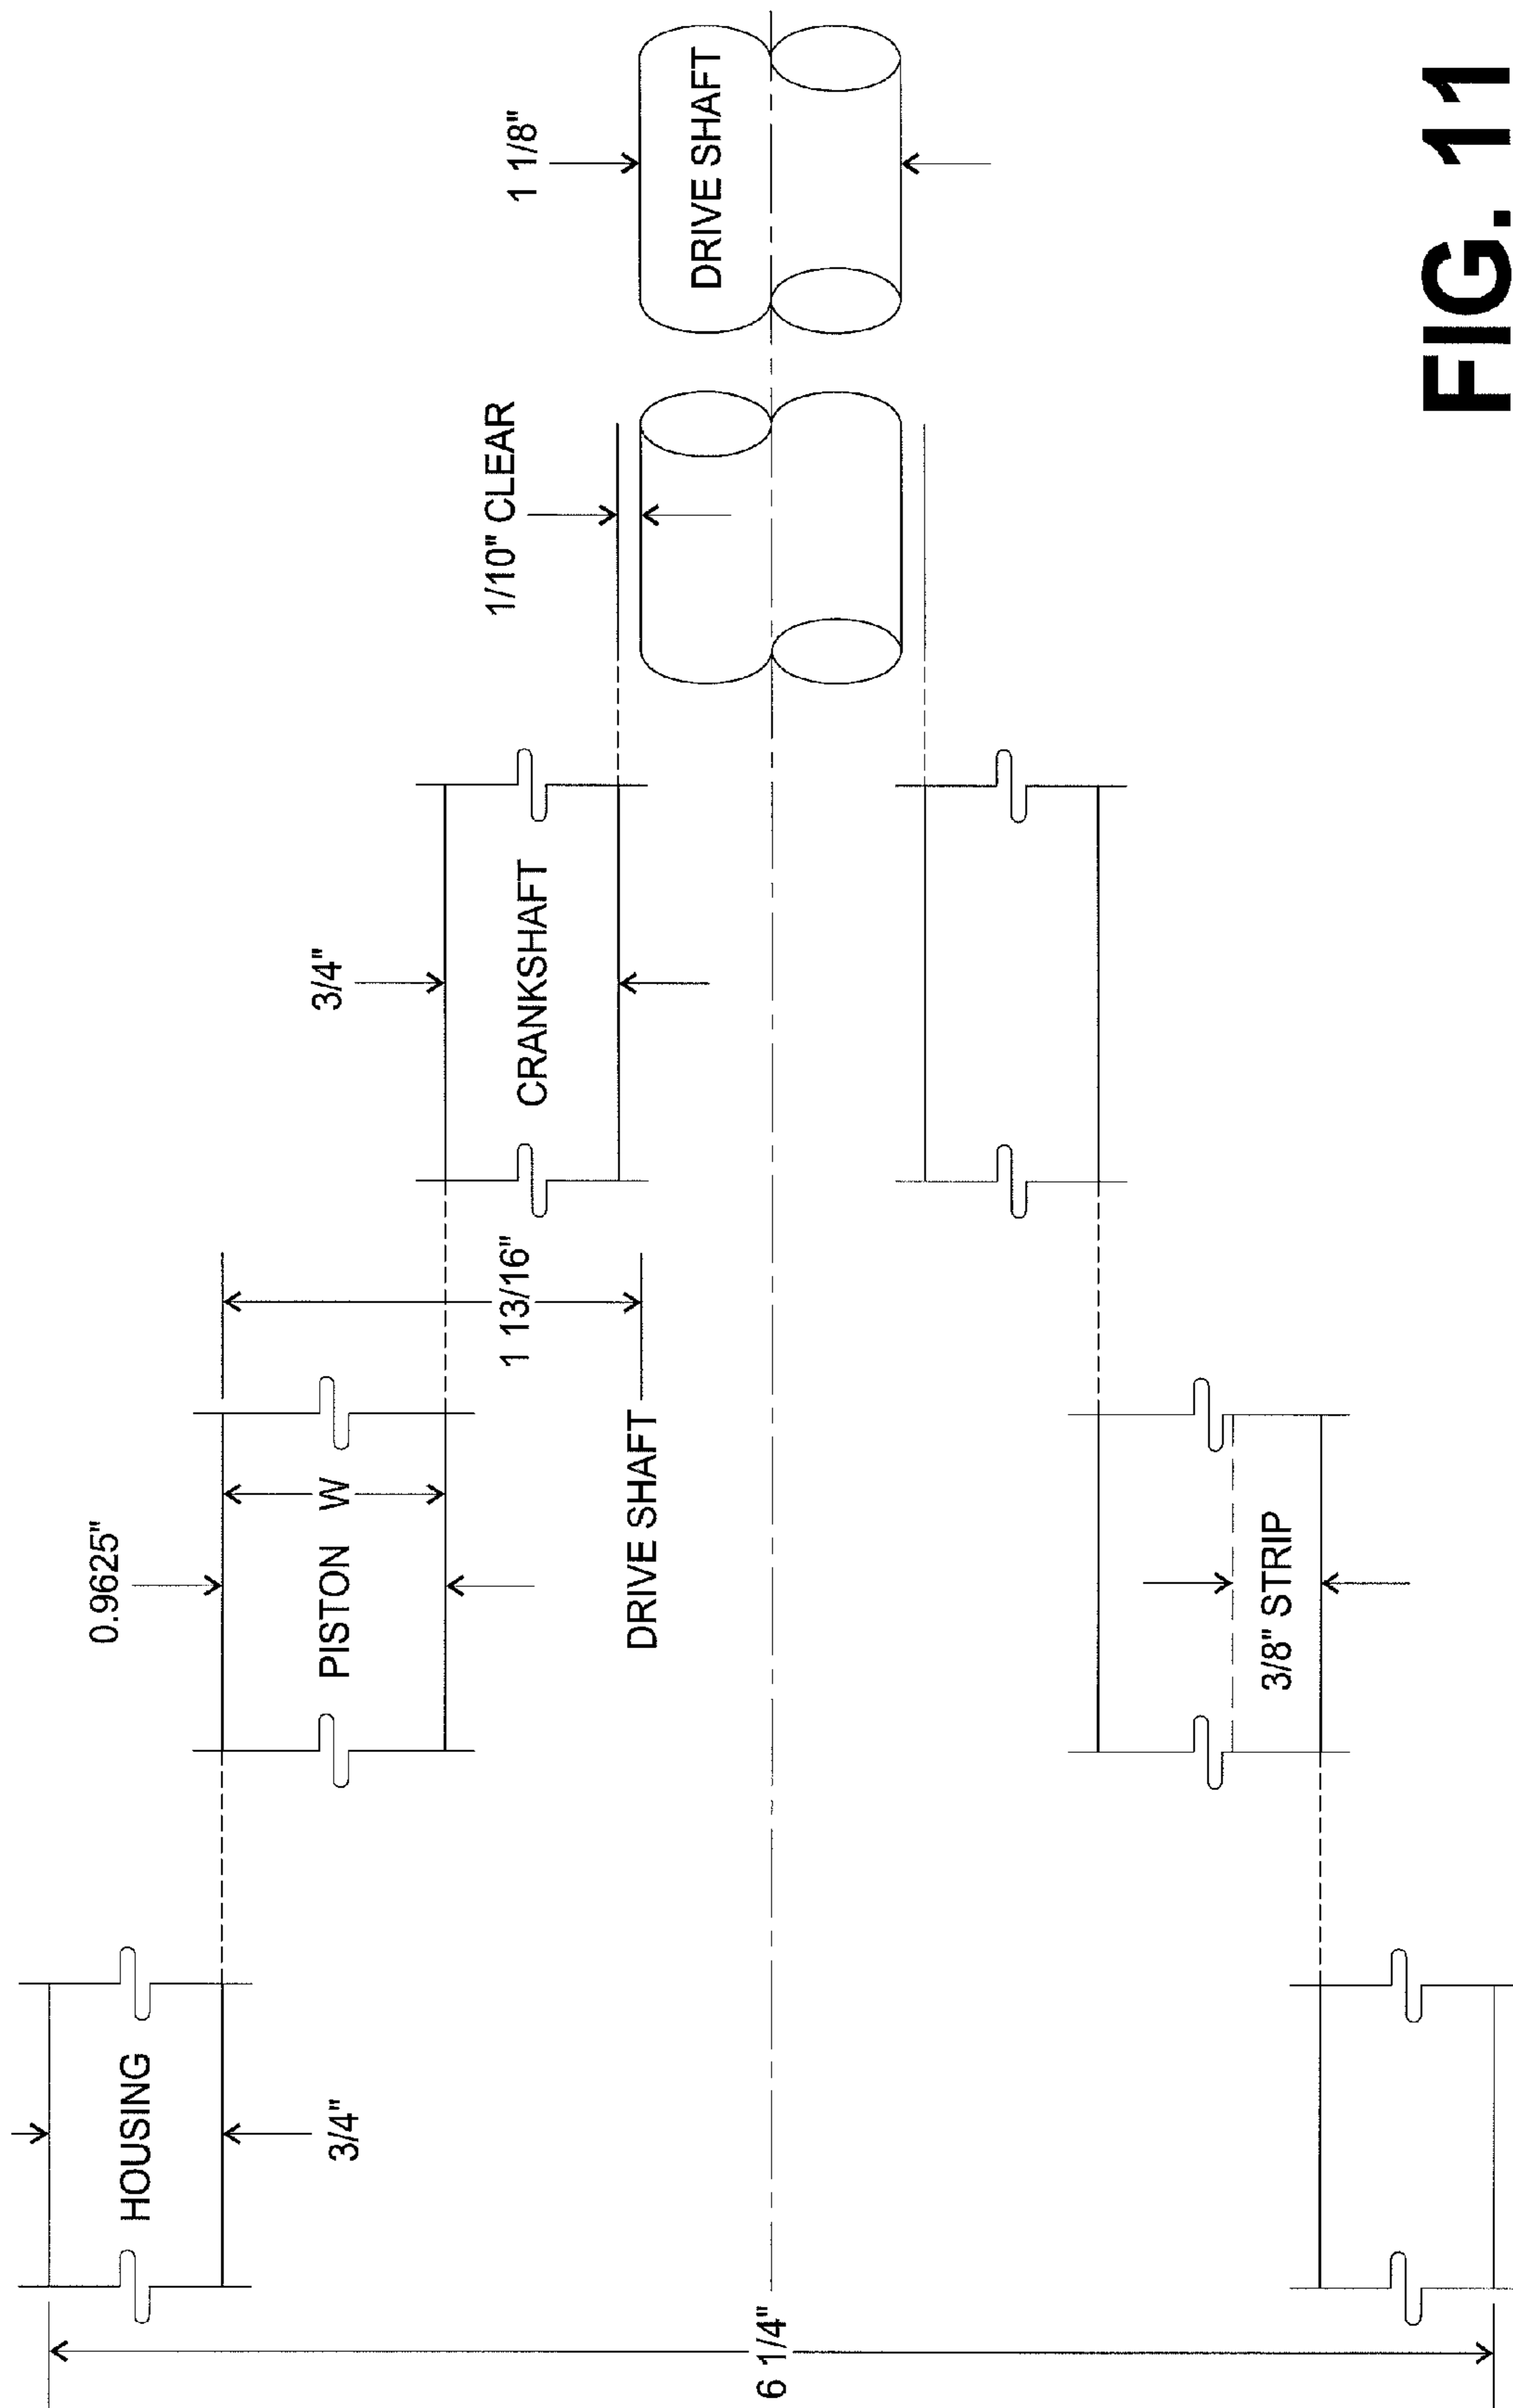 HOUSING
3/4"
6 1/4"
0.9625"
PISTON W
1 13/16"
DRIVE SHAFT
3/8" STRIP
3/4"
CRANKSHAFT
1/10" CLEAR
1 1/8"
DRIVE SHAFT
FIG. 11